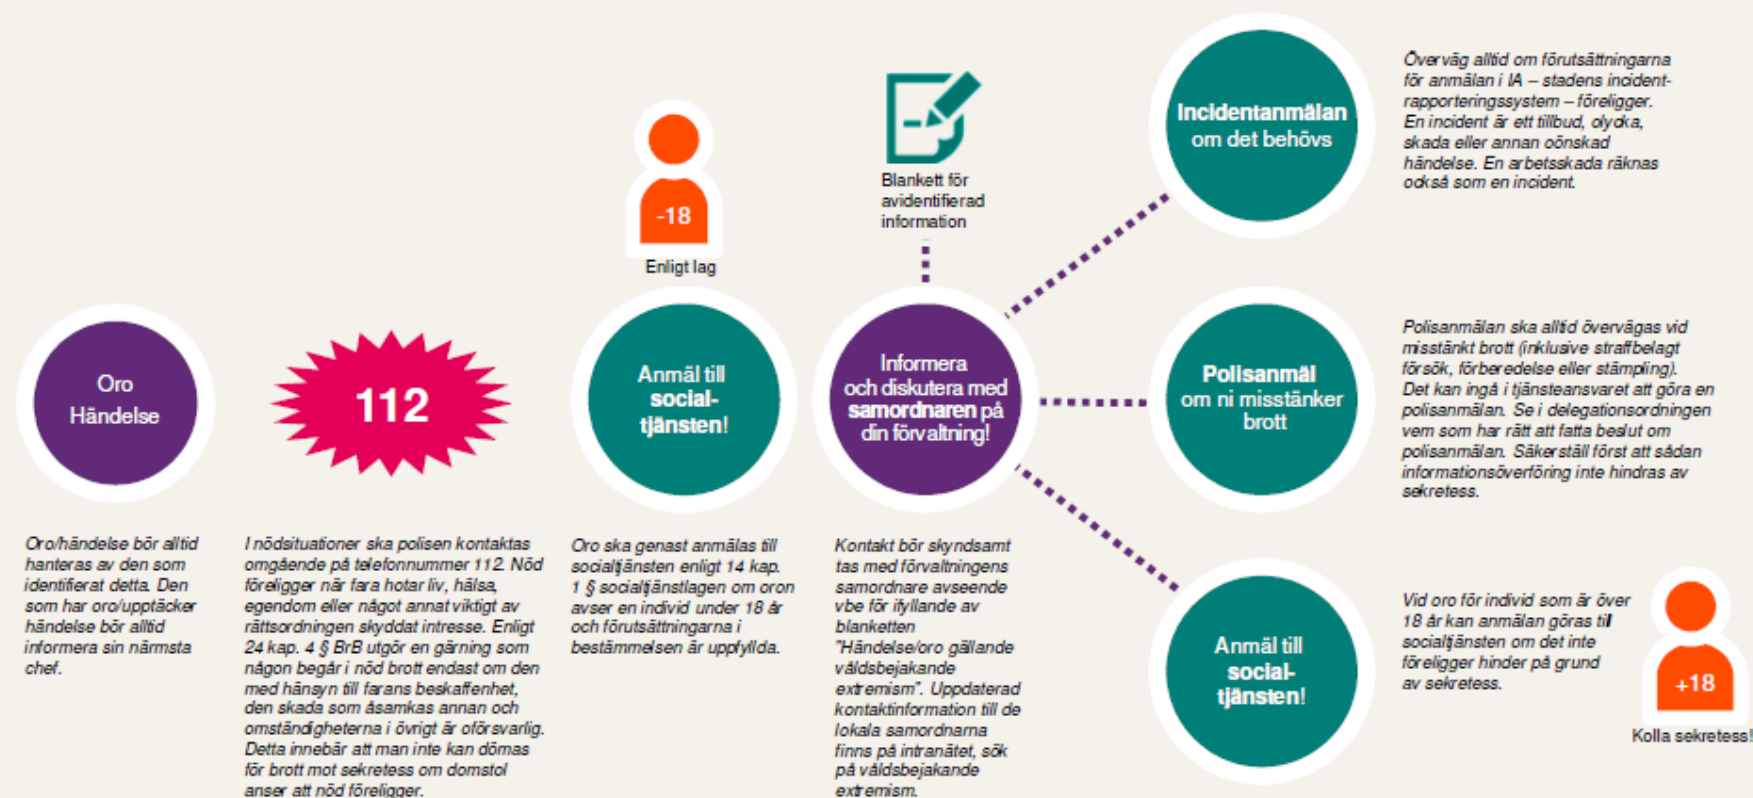 Oro
Händelse
Oro/händelse bör alltid
hanteras av den som
identifierat detta. Den
som har oro/upptäcker
händelse bör alltid
informera sin närmsta
chef.
112
I nödsituationer ska polisen kontaktas
omgående på telefonnummer 112. Nöd
föreligger när fara hotar liv, hälsa,
egendom eller något annat viktigt av
rättsordningen skyddat intresse. Enligt
24 kap. 4 § BrB utgör en gärning som
någon begår i nöd brott endast om den
med hänsyn till farans beskaffenhet,
den skada som åsamkas annan och
omständigheterna i övrigt är oförsvarlig.
Detta innebär att man inte kan dömas
för brott mot sekretess om domstol
anser att nöd föreligger.
-18
Enligt lag
Anmäl till
social-
tjänsten!
Oro ska genast anmälas till
socialtjänsten enligt 14 kap.
1 § socialtjänstlagen om oron
avser en individ under 18 år
och förutsättningarna i
bestämmelsen är uppfyllda.
Blankett för
avidentifierad
information
Informera
och diskutera med
samordnaren på
din förvaltning!
Kontakt bör skyndsamt
tas med förvaltningens
samordnare avseende
vbe för ifyllande av
blanketten
"Händelse/oro gällande
våldsbejakande
extremism". Uppdaterad
kontaktinformation till de
lokala samordnarna
finns på intranätet, sök
på våldsbejakande
extremism.
Incidentanmälan
om det behövs
Överväg alltid om förutsättningarna
för anmälan i IA – stadens incident-
rapporteringssystem – föreligger.
En incident är ett tillbud, olycka,
skada eller annan oönskad
händelse. En arbetsskada räknas
också som en incident.
Polisanmäl
om ni misstänker
brott
Polisanmälan ska alltid övervägas vid
misstänkt brott (inklusive straffbelagt
försök, förberedelse eller stämpling).
Det kan ingå i tjänsteansvaret att göra en
polisanmälan. Se i delegationsordningen
vem som har rätt att fatta beslut om
polisanmälan. Säkerställ först att sådan
informationsöverföring inte hindras av
sekretess.
Anmäl till
social-
tjänsten!
Vid oro för individ som är över
18 år kan anmälan göras till
socialtjänsten om det inte
föreligger hinder på grund
av sekretess.
+18
Kolla sekretess!